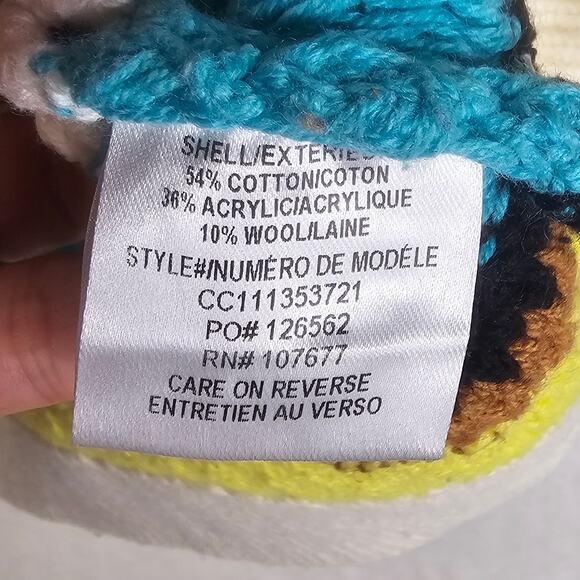 SHELL/EXTERIE
54% COTTON/COTON
36% ACRYLIC/ACRYLIQUE
10% WOOL/LAINE
STYLE#/NUMÉRO DE MODÉLE
CC111353721
PO# 126562
RN# 107677
CARE ON REVERSE
ENTRETIEN AU VERSO